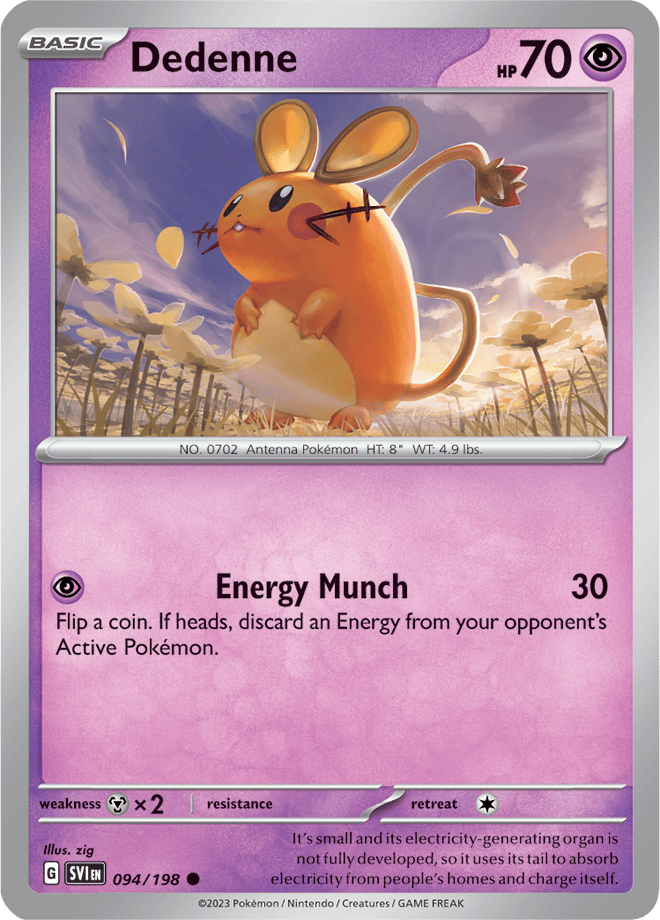 BASIC Dedenne HP 70
NO. 0702 Antenna Pokémon HT: 8" WT: 4.9 lbs.
Energy Munch 30
Flip a coin. If heads, discard an Energy from your opponent's
Active Pokémon.
weakness ×2 resistance retreat
Illus. zig
G SVI EN 094/198
It's small and its electricity-generating organ is
not fully developed, so it uses its tail to absorb
electricity from people's homes and charge itself.
©2023 Pokémon / Nintendo / Creatures / GAME FREAK